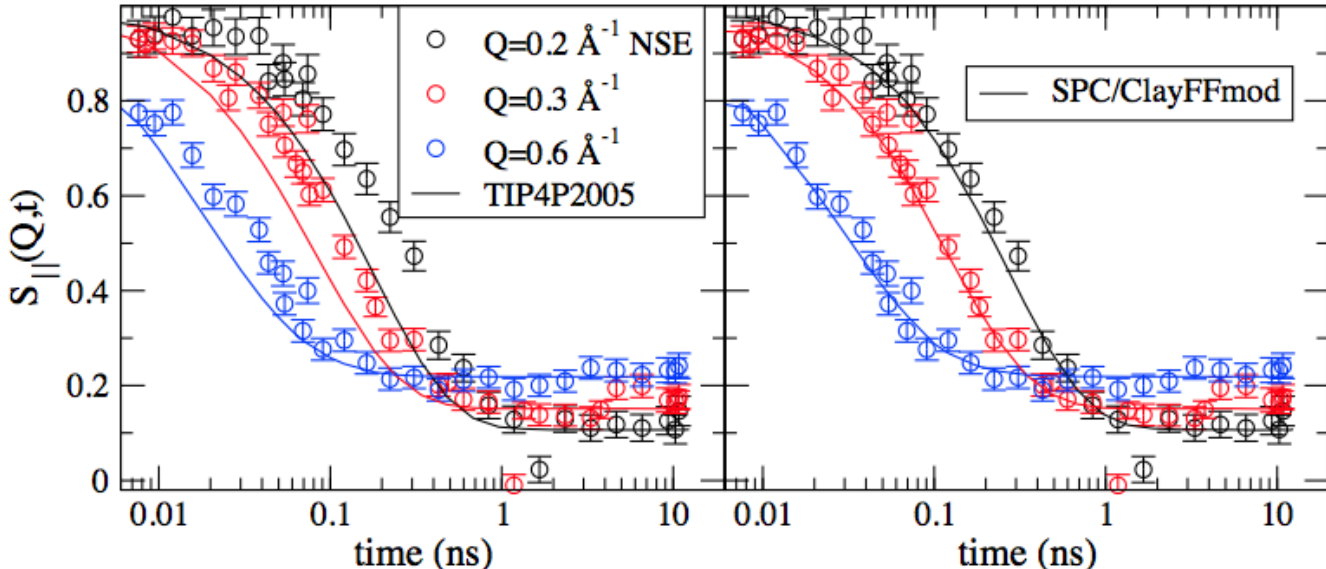 Q=0.2 Å⁻¹ NSE
Q=0.3 Å⁻¹
Q=0.6 Å⁻¹
TIP4P2005
SPC/ClayFFmod
S||(Q,t)
0.8
0.6
0.4
0.2
0
0.01 0.1 1 10
0.01 0.1 1 10
time (ns)
time (ns)